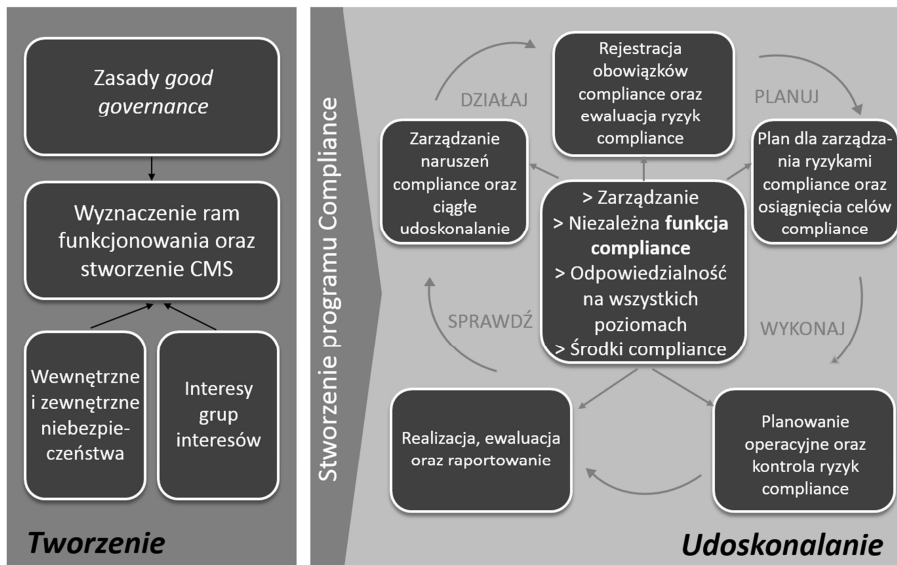 Zasady good
governance
Wyznaczenie ram
funkcjonowania oraz
stworzenie CMS
Wewnętrzne
i zewnętrzne
niebezpie-
czeństwa
Interesy
grup
interesów
Tworzenie
Stworzenie programu Compliance
DZIAŁAJ
Rejestracja
obowiązków
compliance oraz
ewaluacja ryzyk
compliance
PLANUJ
Zarządzanie
naruszeń
compliance oraz
ciągłe
udoskonalanie
Plan dla zarządza-
nia ryzykami
compliance oraz
osiągnięcia celów
compliance
> Zarządzanie
> Niezależna funkcja
compliance
> Odpowiedzialność
na wszystkich
poziomach
> Środki compliance
SPRAWDŹ
WYKONAJ
Realizacja, ewaluacja
oraz raportowanie
Planowanie
operacyjne oraz
kontrola ryzyk
compliance
Udoskonalanie